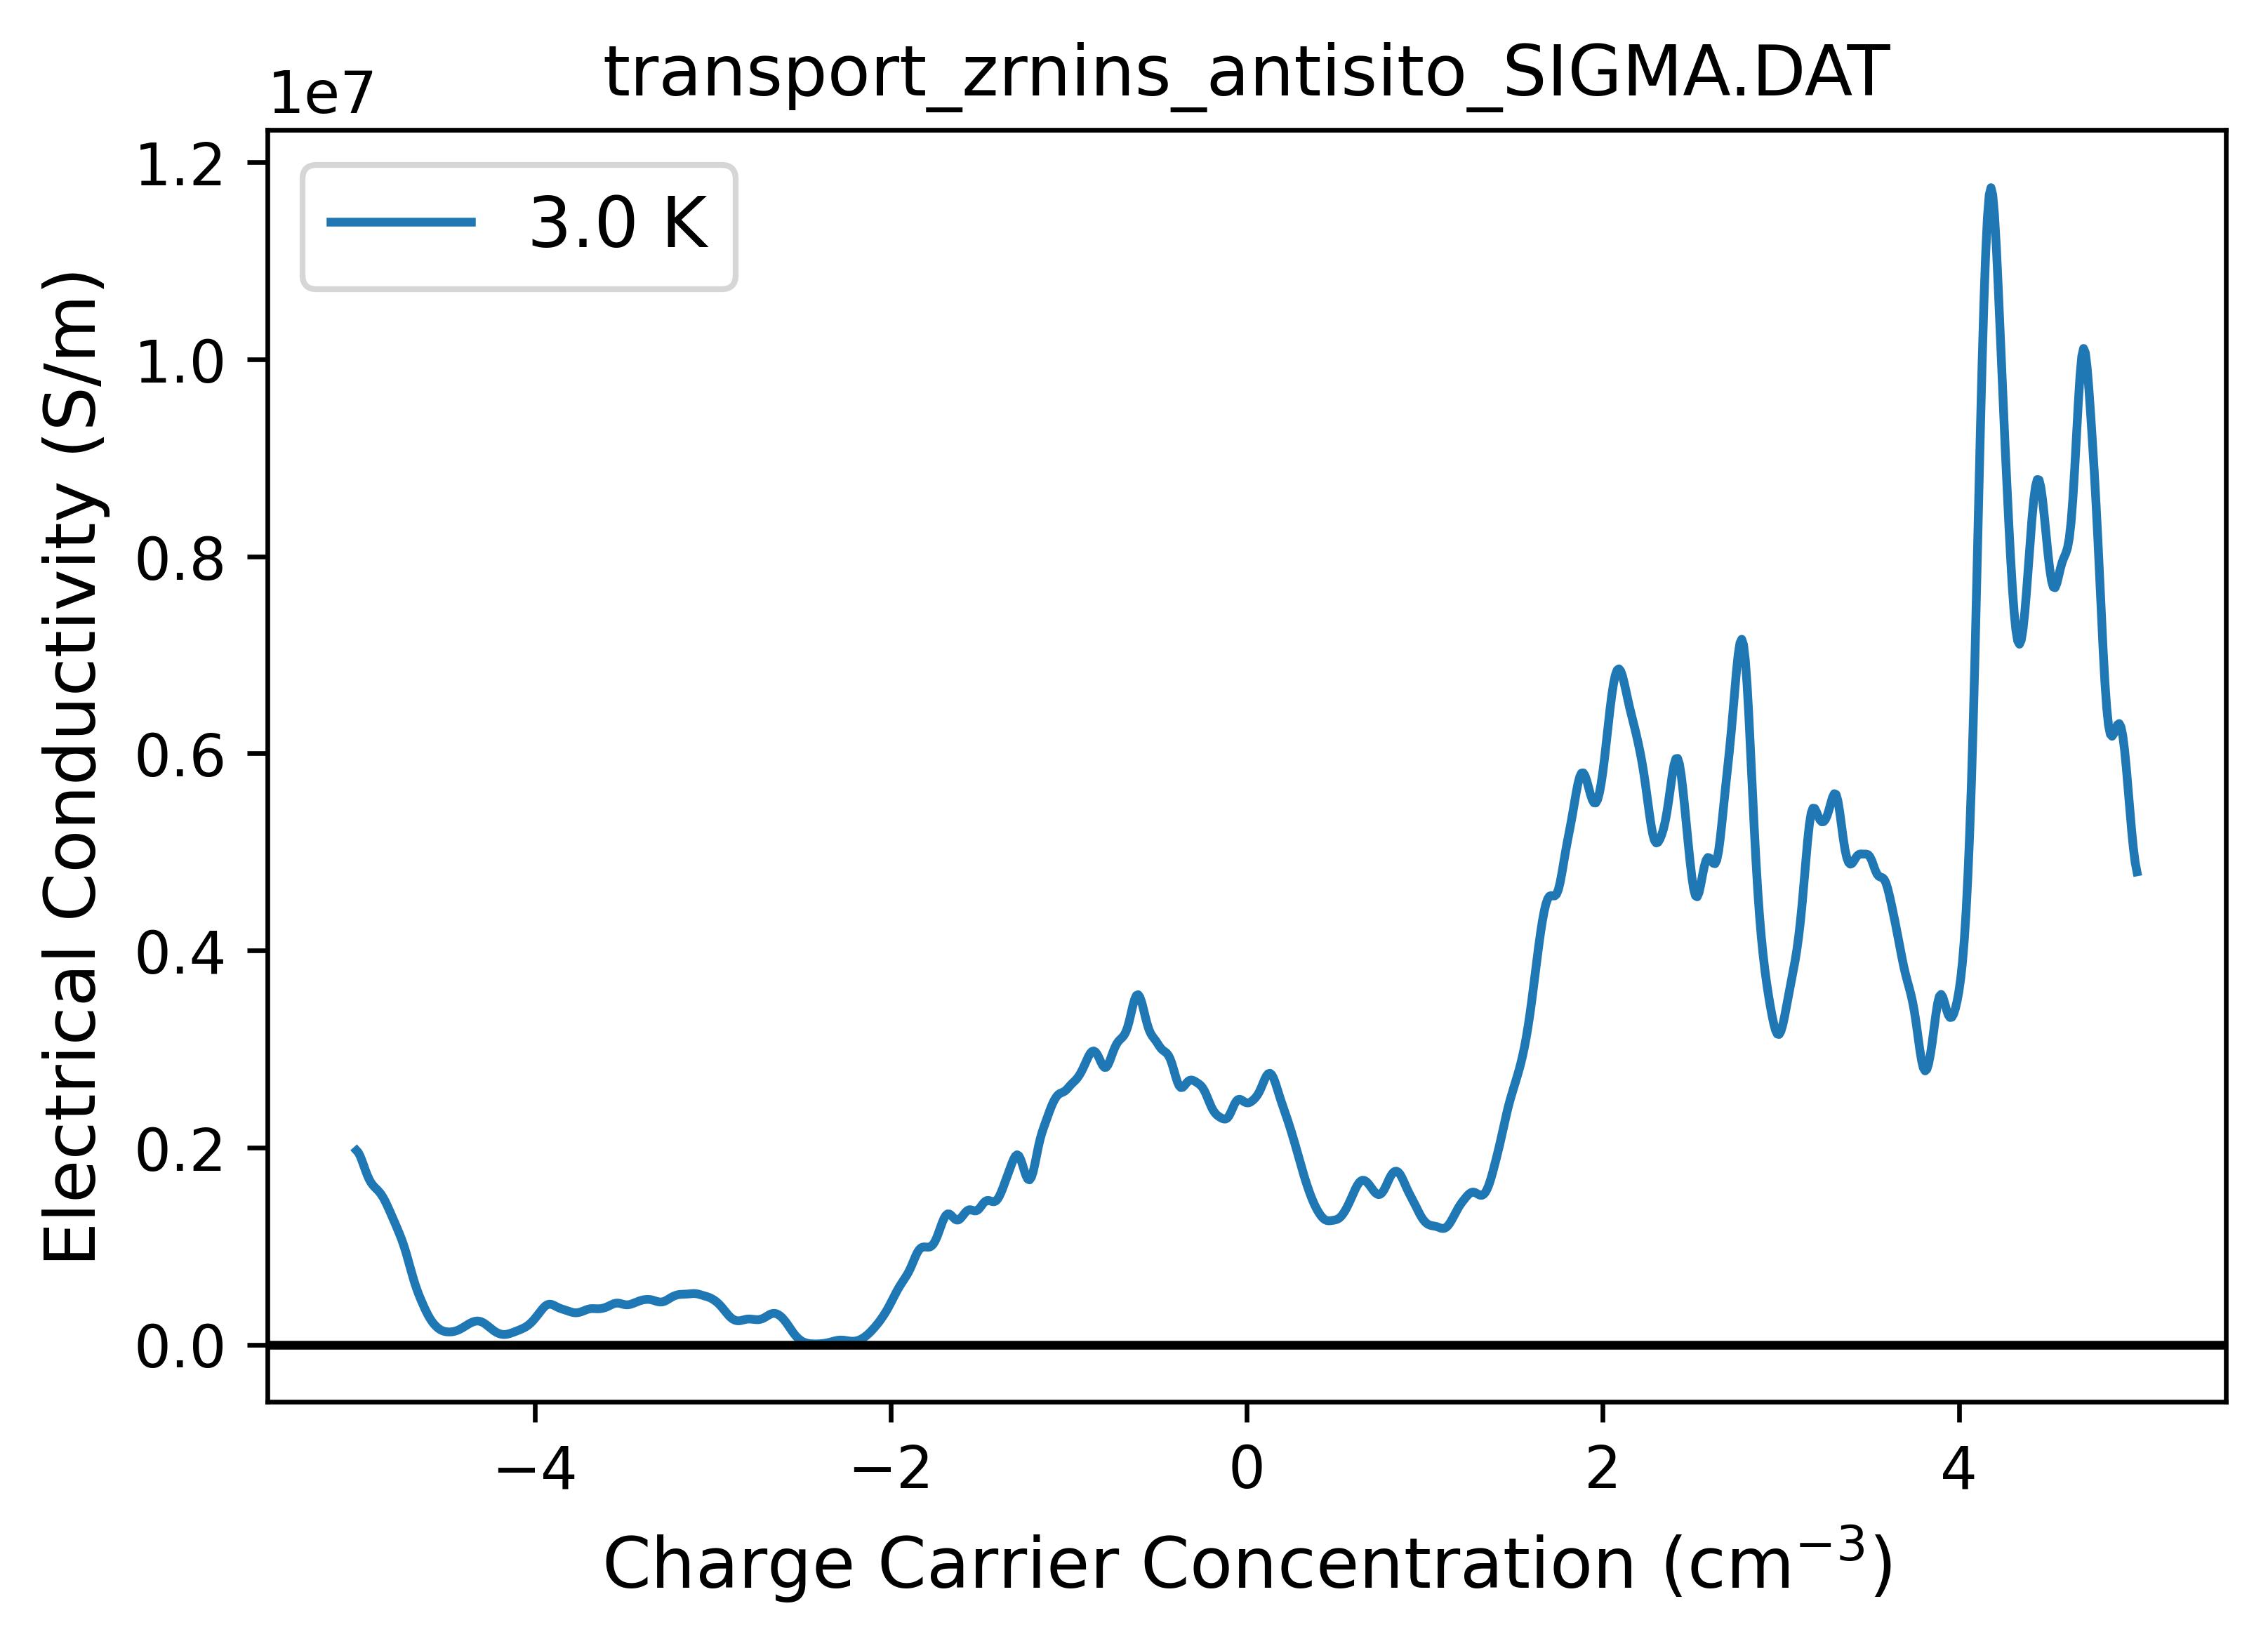 transport_zrnins_antisito_SIGMA.DAT
1e7
3.0 K
1.2
1.0
0.8
0.6
0.4
0.2
0.0
Electrical Conductivity (S/m)
−4
−2
0
2
4
Charge Carrier Concentration (cm⁻³)